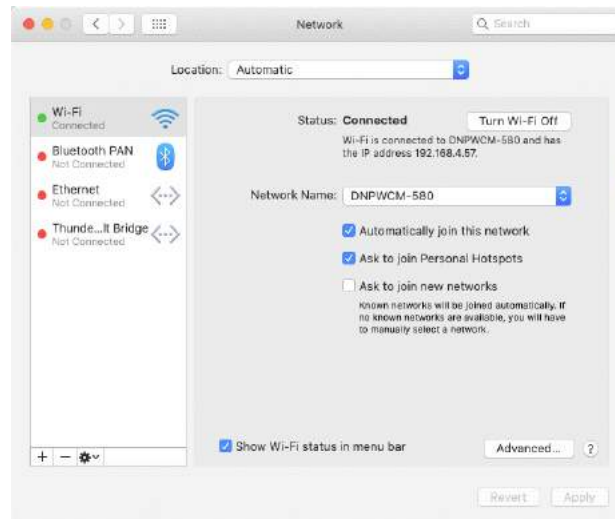 Network
Search
Location: Automatic
Wi-Fi
Connected
Bluetooth PAN
Not Connected
Ethernet
Not Connected
Thunde...lt Bridge
Not Connected
Status: Connected
Turn Wi-Fi Off
Wi-Fi is connected to DNPWCM-580 and has
the IP address 192.168.4.57.
Network Name: DNPWCM-580
Automatically join this network
Ask to join Personal Hotspots
Ask to join new networks
Known networks will be joined automatically. If
no known networks are available, you will have
to manually select a network.
Show Wi-Fi status in menu bar
Advanced...
?
Revert
Apply